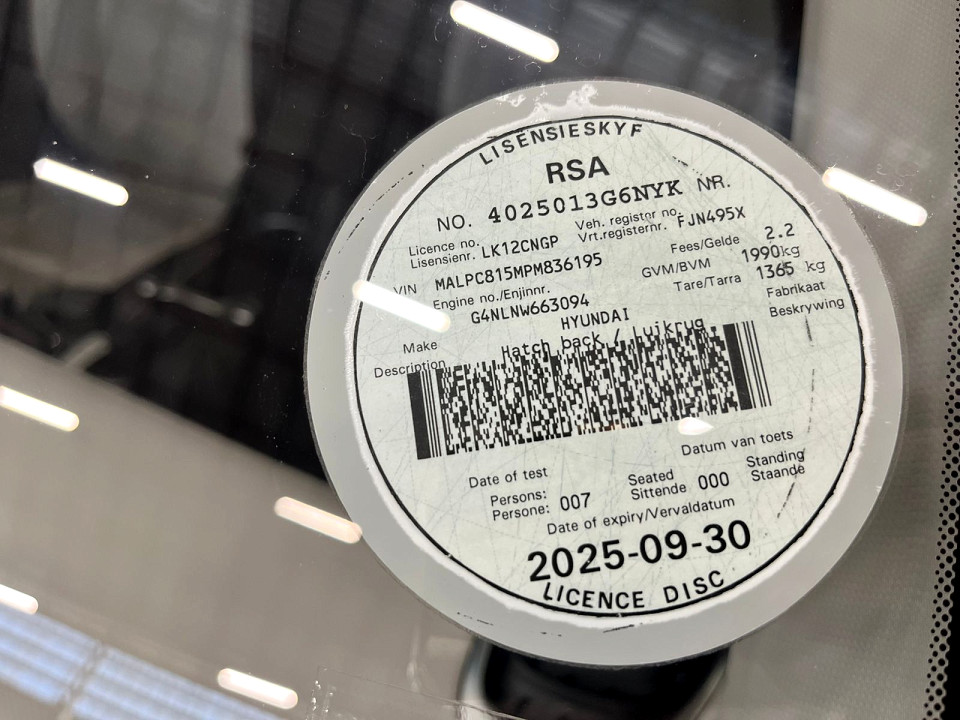 LISENSIESKYF
RSA
NO. 4025013G6NYK NR.
Licence no. Lisensienr. LK12CNGP Veh. register no. Vrt.registernr. FJN495X
VIN MALPC815MPM836195 Fees/Gelde 2.2
Engine no./Enjinnr. G4NLNW663094 GVM/BVM 1990kg
Tare/Tarra 1365 kg
Make HYUNDAI Fabrikaat
Description Hatch back / luikrug Beskrywing
Date of test Datum van toets
Persons: Persone: 007 Seated Sittende 000 Standing Staande
Date of expiry/Vervaldatum
2025-09-30
LICENCE DISC